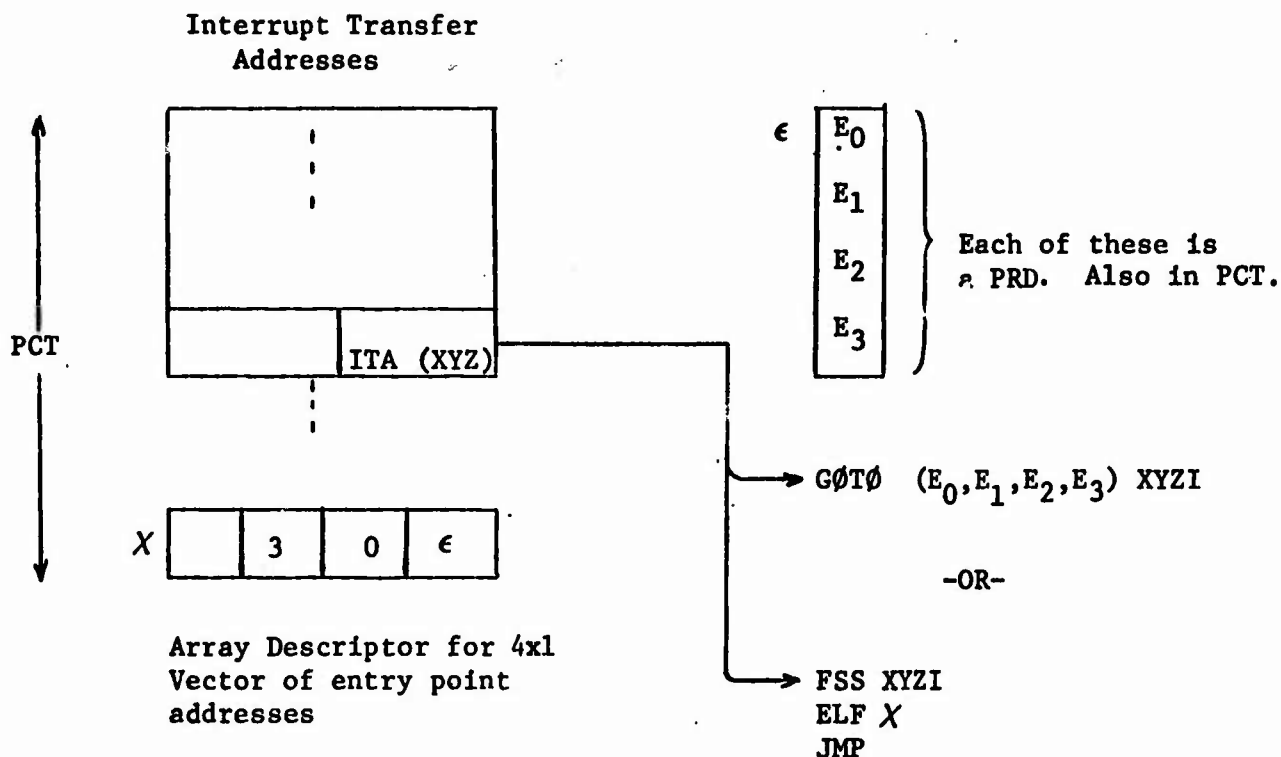 Interrupt Transfer
Addresses
PCT
ITA (XYZ)
ϵ
E0
E1
E2
E3
Each of these is
a PRD. Also in PCT.
GØTØ (E0,E1,E2,E3) XYZI
-OR-
X 3 0 ϵ
Array Descriptor for 4x1
Vector of entry point
addresses
FSS XYZI
ELF X
JMP